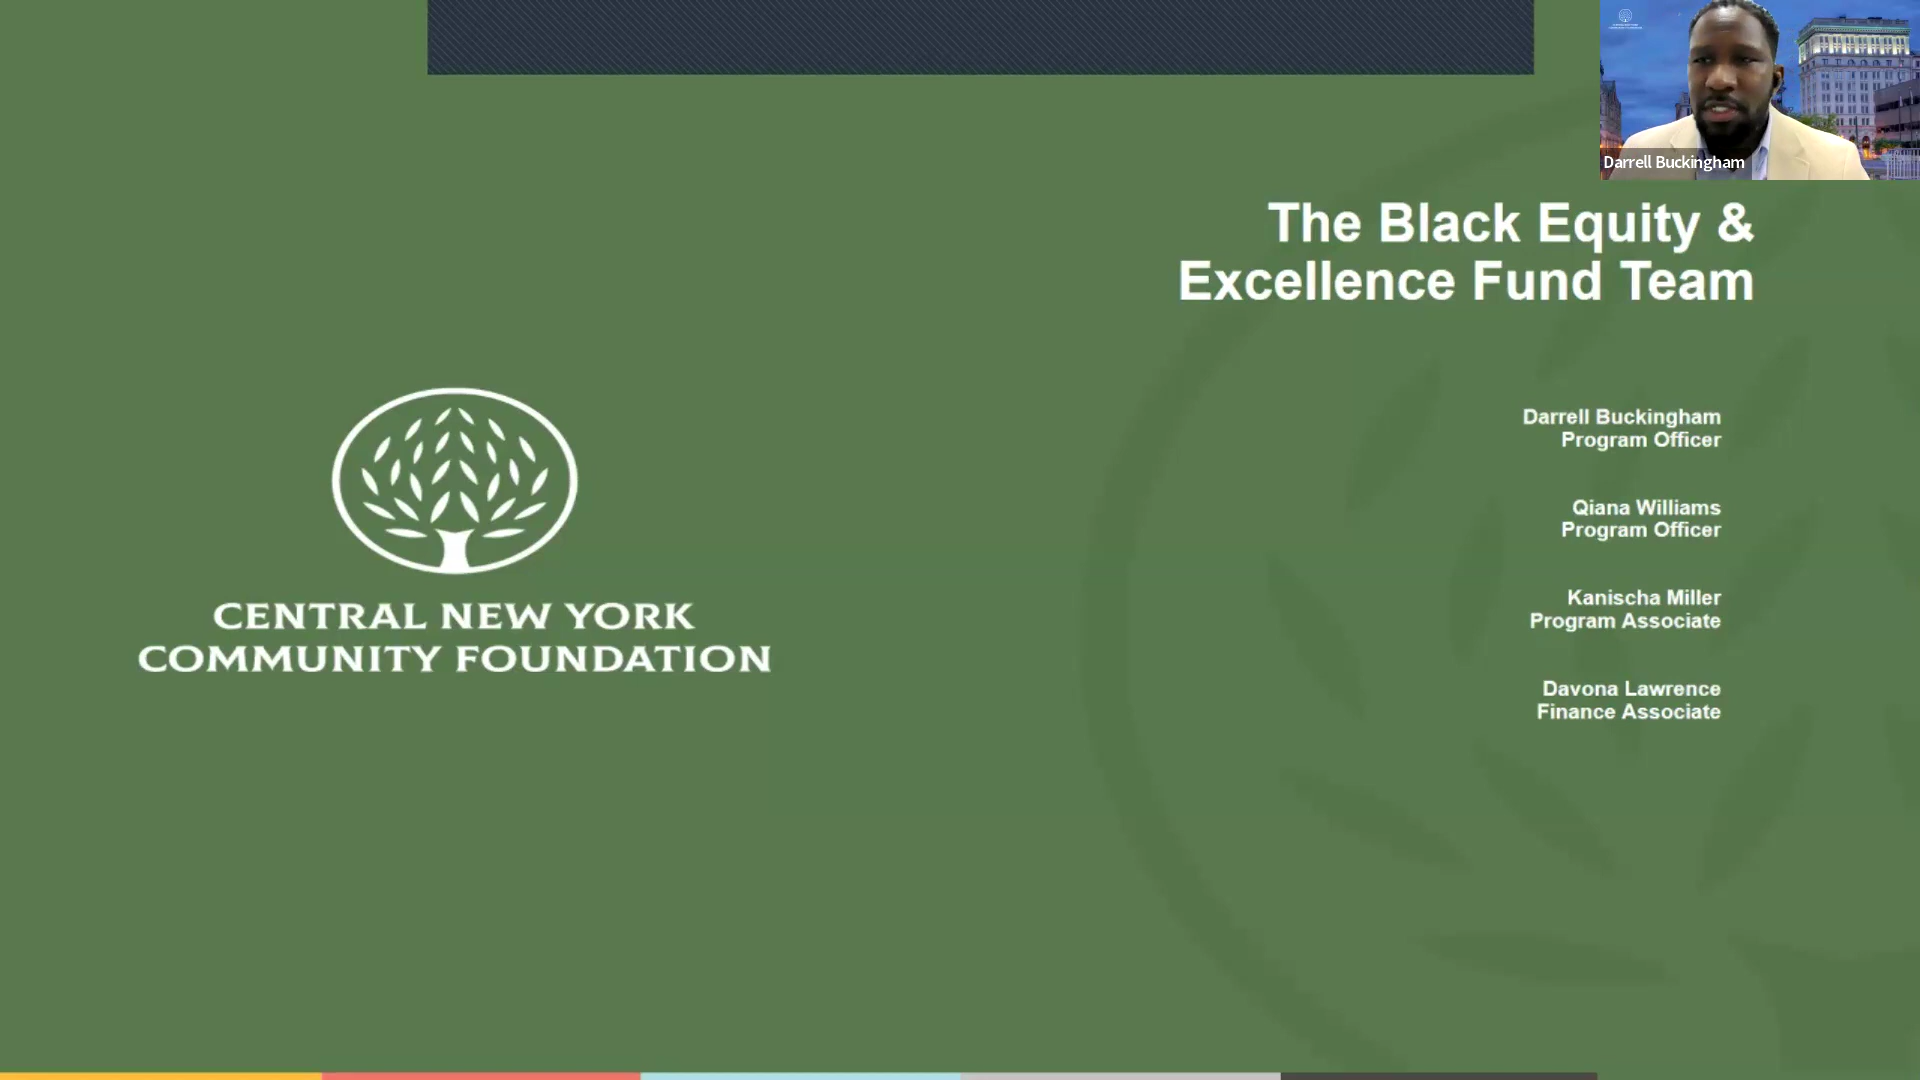 Darrell Buckingham
The Black Equity &
Excellence Fund Team
CENTRAL NEW YORK
COMMUNITY FOUNDATION
Darrell Buckingham
Program Officer
Qiana Williams
Program Officer
Kanischa Miller
Program Associate
Davona Lawrence
Finance Associate